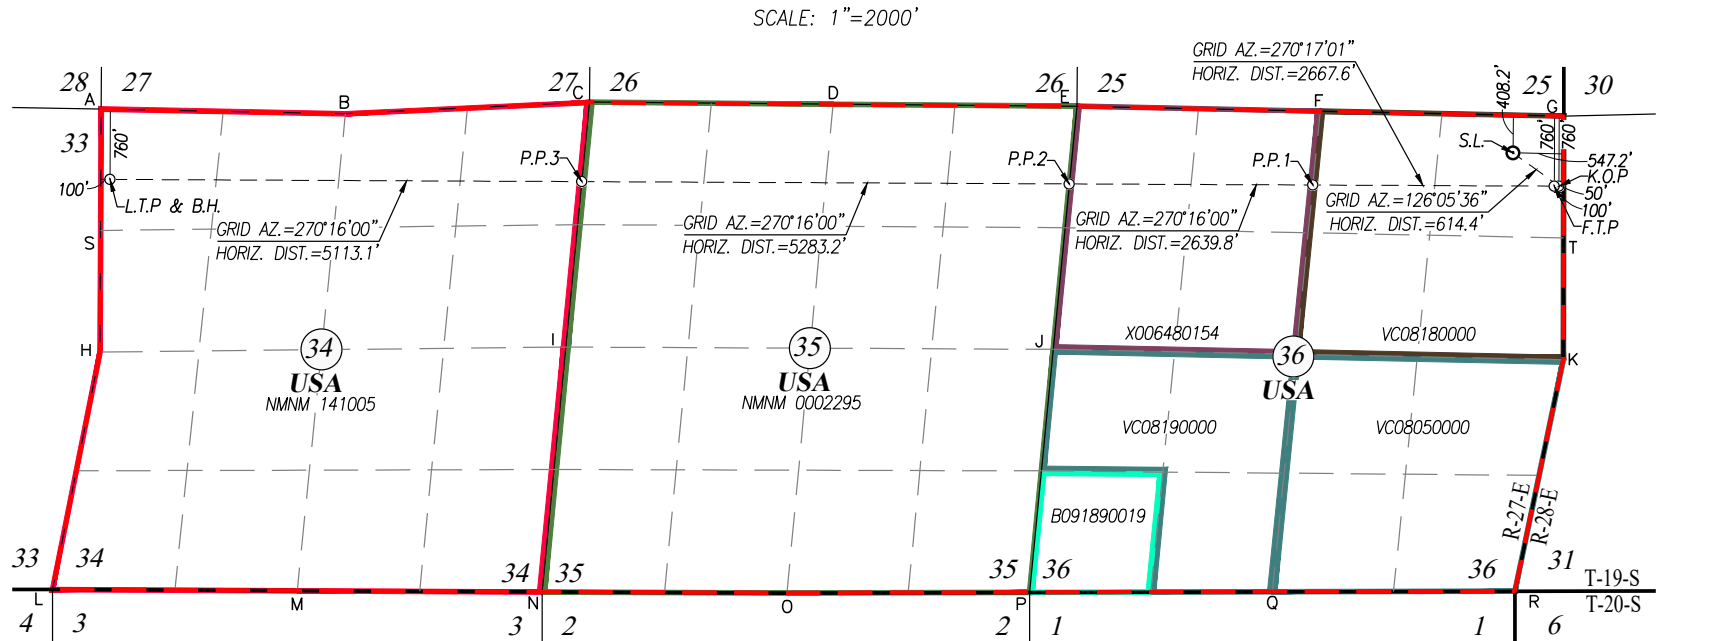 SCALE: 1"=2000'
GRID AZ.=270°17'01"
HORIZ. DIST.=2667.6'
28 27
27 26
26 25
25 30
A
B
C
D
E
F
G
408.2'
33
760'
760'
760'
S.L.
547.2'
P.P.3
P.P.2
P.P.1
K.O.P
100'
50'
L.T.P & B.H.
GRID AZ.=126°05'36"
100'
HORIZ. DIST.=614.4'
F.T.P
GRID AZ.=270°16'00"
HORIZ. DIST.=5113.1'
GRID AZ.=270°16'00"
HORIZ. DIST.=5283.2'
GRID AZ.=270°16'00"
HORIZ. DIST.=2639.8'
S
T
X006480154
VC08180000
H
I
J
K
34
35
36
USA
USA
USA
NMNM 141005
NMNM 0002295
VC08190000
VC08050000
R-27-E
R-28-E
B091890019
33 34
34 35
35 36
36 31
T-19-S
T-20-S
L
M
N
O
P
Q
R
4 3
3 2
2 1
1 6